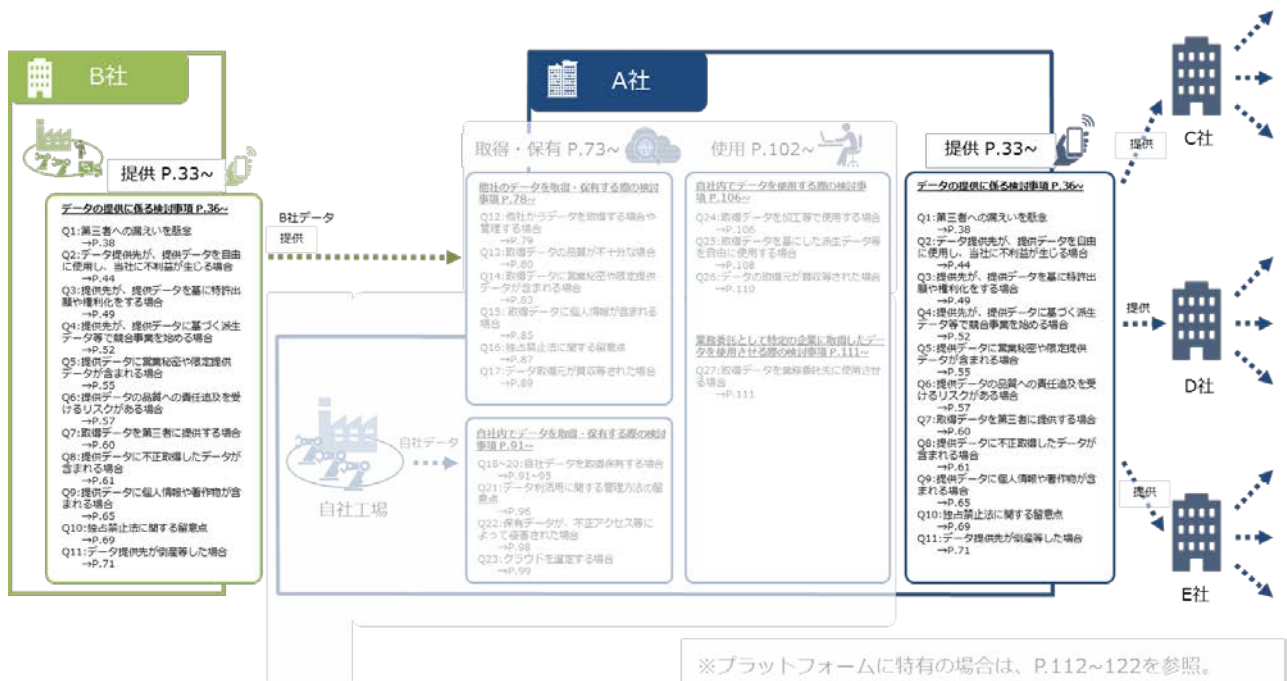 B社
提供 P.33~
データの提供に係る検討事項 P.36~
Q1:第三者への漏えいを懸念
→P.38
Q2:データ提供先が、提供データを自由
に使用し、当社に不利益が生じる場合
→P.44
Q3:提供先が、提供データを基に特許出
願や権利化をする場合
→P.49
Q4:提供先が、提供データに基づく派生
データ等で競合事業を始める場合
→P.52
Q5:提供データに営業秘密や限定提供
データが含まれる場合
→P.55
Q6:提供データの品質への責任追及を受
けるリスクがある場合
→P.57
Q7:取得データを第三者に提供する場合
→P.60
Q8:提供データに不正取得したデータが
含まれる場合
→P.61
Q9:提供データに個人情報や著作物が含
まれる場合
→P.65
Q10:独占禁止法に関する留意点
→P.69
Q11:データ提供先が倒産等した場合
→P.71
B社データ
提供
A社
取得・保有 P.73~
他社のデータを取得・保有する際の検討
事項 P.78~
Q12:他社からデータを取得する場合や
管理する場合
→P.79
Q13:取得データの品質が不十分な場合
→P.80
Q14:取得データに営業秘密や限定提供
データが含まれる場合
→P.83
Q15:取得データに個人情報が含まれる
場合
→P.85
Q16:独占禁止法に関する留意点
→P.87
Q17:データ取得元が買収等された場合
→P.89
自社データ
自社工場
自社内でデータを取得・保有する際の検討
事項 P.91~
Q18~20:自社データを取得保有する場合
→P.91~95
Q21:データ利活用に関する管理方法の留
意点
→P.96
Q22:保有データが、不正アクセス等に
よって侵害された場合
→P.98
Q23:クラウドを選定する場合
→P.99
使用 P.102~
自社内でデータを使用する際の検討事
項 P.106~
Q24:取得データを加工等で使用する場合
→P.106
Q25:取得データを基にした派生データ等
を自由に使用する場合
→P.108
Q26:データの取得元が買収等された場合
→P.110
業務委託として特定の企業に取得したデー
タを使用させる際の検討事項 P.111~
Q27:取得データを業務委託先に使用させ
る場合
→P.111
提供 P.33~
データの提供に係る検討事項 P.36~
Q1:第三者への漏えいを懸念
→P.38
Q2:データ提供先が、提供データを自由
に使用し、当社に不利益が生じる場合
→P.44
Q3:提供先が、提供データを基に特許出
願や権利化をする場合
→P.49
Q4:提供先が、提供データに基づく派生
データ等で競合事業を始める場合
→P.52
Q5:提供データに営業秘密や限定提供
データが含まれる場合
→P.55
Q6:提供データの品質への責任追及を受
けるリスクがある場合
→P.57
Q7:取得データを第三者に提供する場合
→P.60
Q8:提供データに不正取得したデータが
含まれる場合
→P.61
Q9:提供データに個人情報や著作物が含
まれる場合
→P.65
Q10:独占禁止法に関する留意点
→P.69
Q11:データ提供先が倒産等した場合
→P.71
提供
C社
提供
D社
提供
E社
※プラットフォームに特有の場合は、P.112~122を参照。